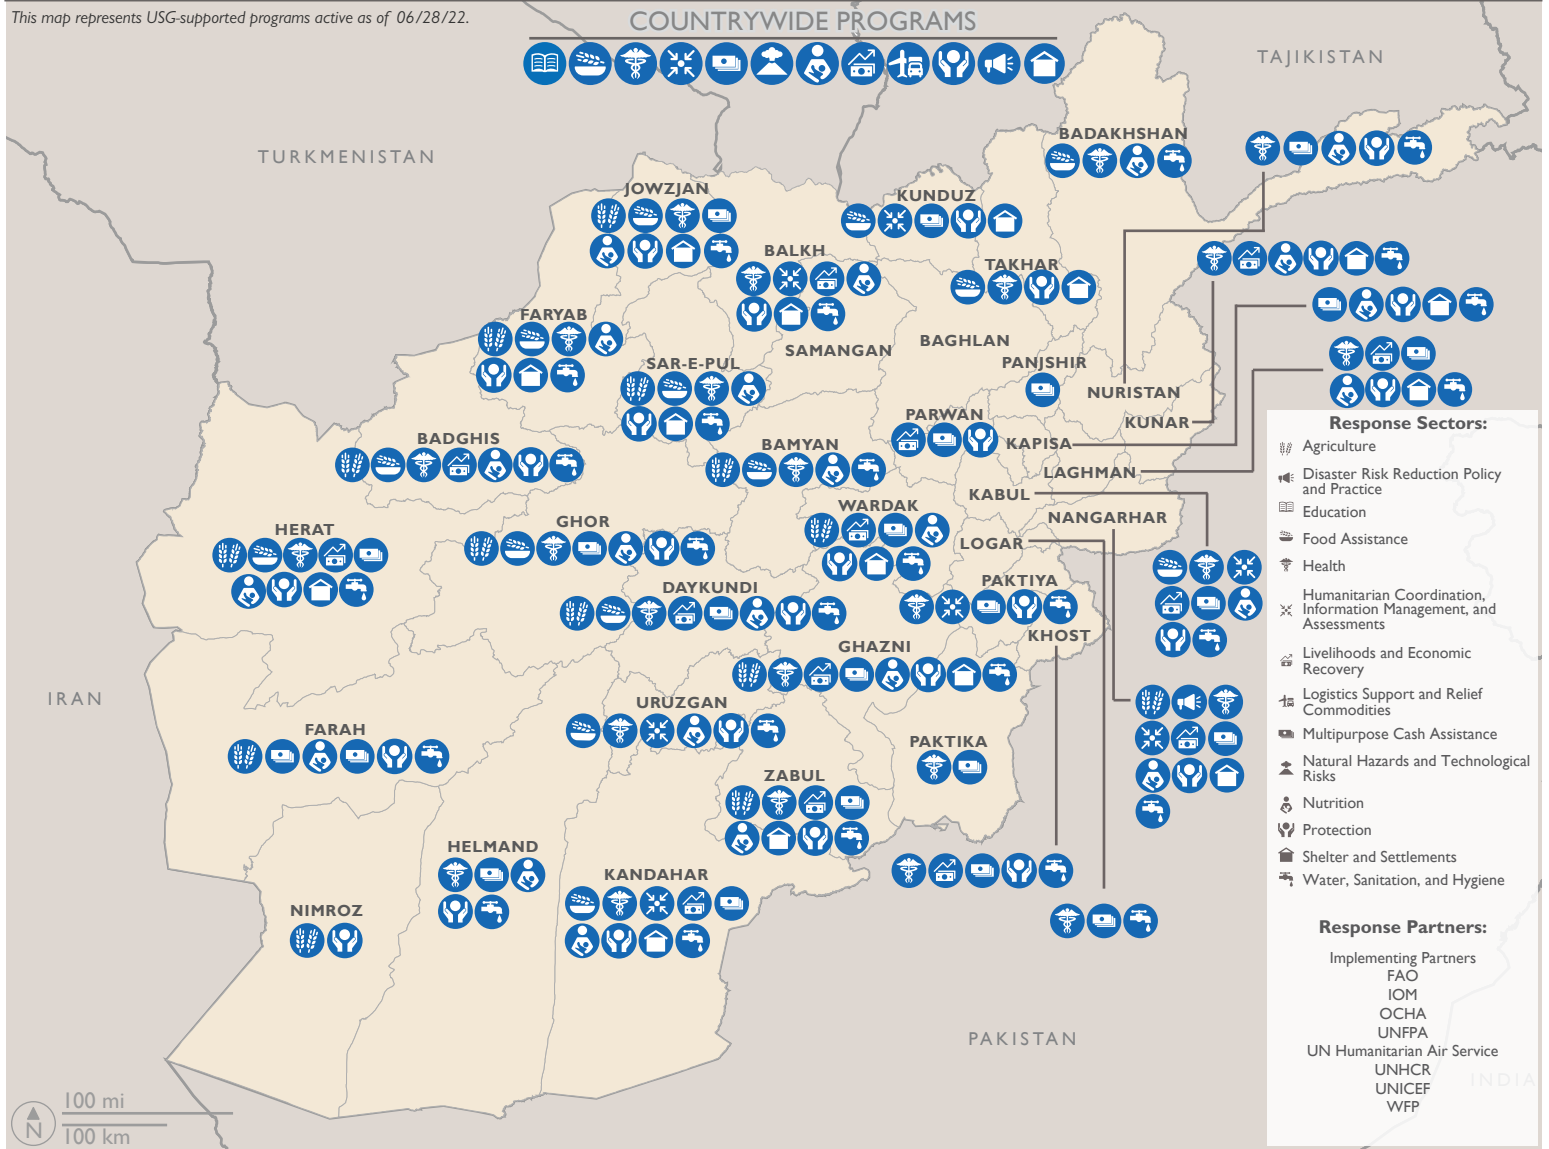 This map represents USG-supported programs active as of 06/28/22.
COUNTRYWIDE PROGRAMS
TAJIKISTAN
TURKMENISTAN
BADAKHSHAN
JOWZJAN
KUNDUZ
BALKH
TAKHAR
FARYAB
SAMANGAN
BAGHLAN
SAR-E-PUL
PANJSHIR
NURISTAN
PARWAN
KUNAR
BADGHIS
BAMYAN
KAPISA
LAGHMAN
KABUL
WARDAK
NANGARHAR
HERAT
GHOR
LOGAR
DAYKUNDI
PAKTIYA
KHOST
GHAZNI
IRAN
URUZGAN
FARAH
PAKTIKA
ZABUL
HELMAND
KANDAHAR
NIMROZ
PAKISTAN
INDIA
100 mi
100 km
N
Response Sectors:
Agriculture
Disaster Risk Reduction Policy
and Practice
Education
Food Assistance
Health
Humanitarian Coordination,
Information Management, and
Assessments
Livelihoods and Economic
Recovery
Logistics Support and Relief
Commodities
Multipurpose Cash Assistance
Natural Hazards and Technological
Risks
Nutrition
Protection
Shelter and Settlements
Water, Sanitation, and Hygiene
Response Partners:
Implementing Partners
FAO
IOM
OCHA
UNFPA
UN Humanitarian Air Service
UNHCR
UNICEF
WFP